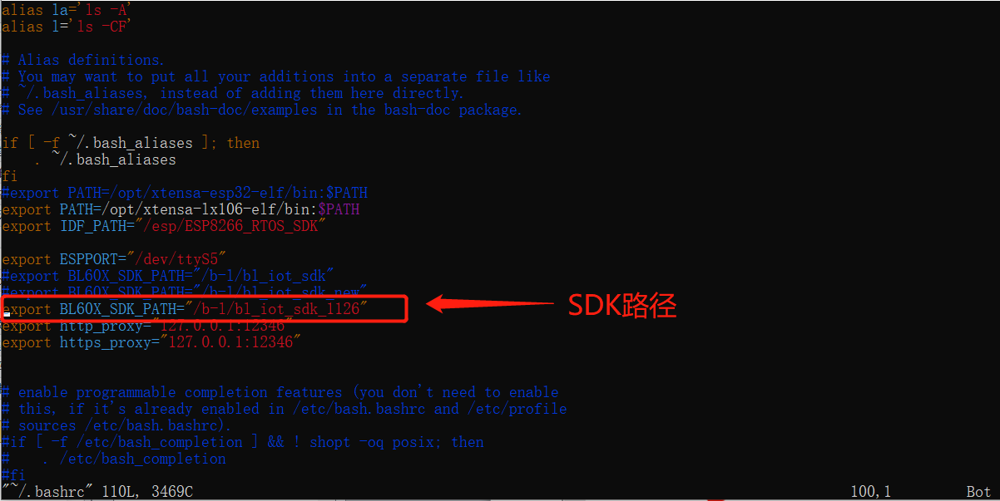 alias la='ls -A'
alias l='ls -CF'
# Alias definitions.
# You may want to put all your additions into a separate file like
# ~/.bash_aliases, instead of adding them here directly.
# See /usr/share/doc/bash-doc/examples in the bash-doc package.
if [ -f ~/.bash_aliases ]; then
    . ~/.bash_aliases
fi
#export PATH=/opt/xtensa-esp32-elf/bin:$PATH
export PATH=/opt/xtensa-lx106-elf/bin:$PATH
export IDF_PATH="/esp/ESP8266_RTOS_SDK"
export ESPPORT="/dev/ttyS5"
#export BL60X_SDK_PATH="/b-l/bl_iot_sdk"
#export BL60X_SDK_PATH="/b-l/bl_iot_sdk_new"
export BL60X_SDK_PATH="/b-l/bl_iot_sdk_1126"
SDK路径
export http_proxy="127.0.0.1:12346"
export https_proxy="127.0.0.1:12346"
# enable programmable completion features (you don't need to enable
# this, if it's already enabled in /etc/bash.bashrc and /etc/profile
# sources /etc/bash.bashrc).
#if [ -f /etc/bash_completion ] && ! shopt -oq posix; then
#    . /etc/bash_completion
#fi
"~/.bashrc" 110L, 3469C 100,1 Bot